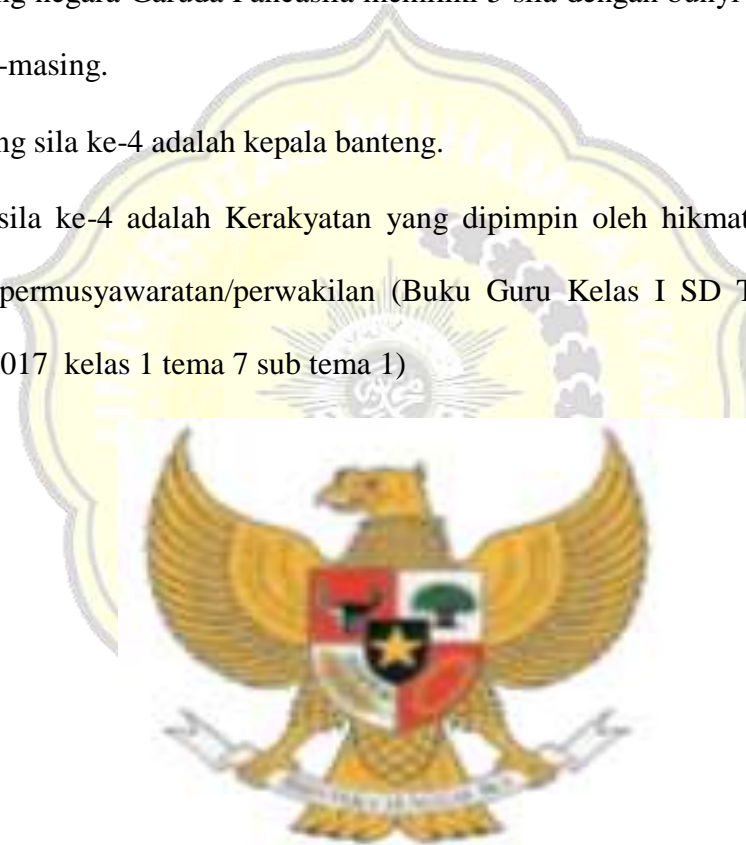 ng negara Garuda Pancasila memiliki 5 sila dengan bunyi
-masing.
ng sila ke-4 adalah kepala banteng.
sila ke-4 adalah Kerakyatan yang dipimpin oleh hikmat
permusyawaratan/perwakilan (Buku Guru Kelas I SD T
017 kelas 1 tema 7 sub tema 1)